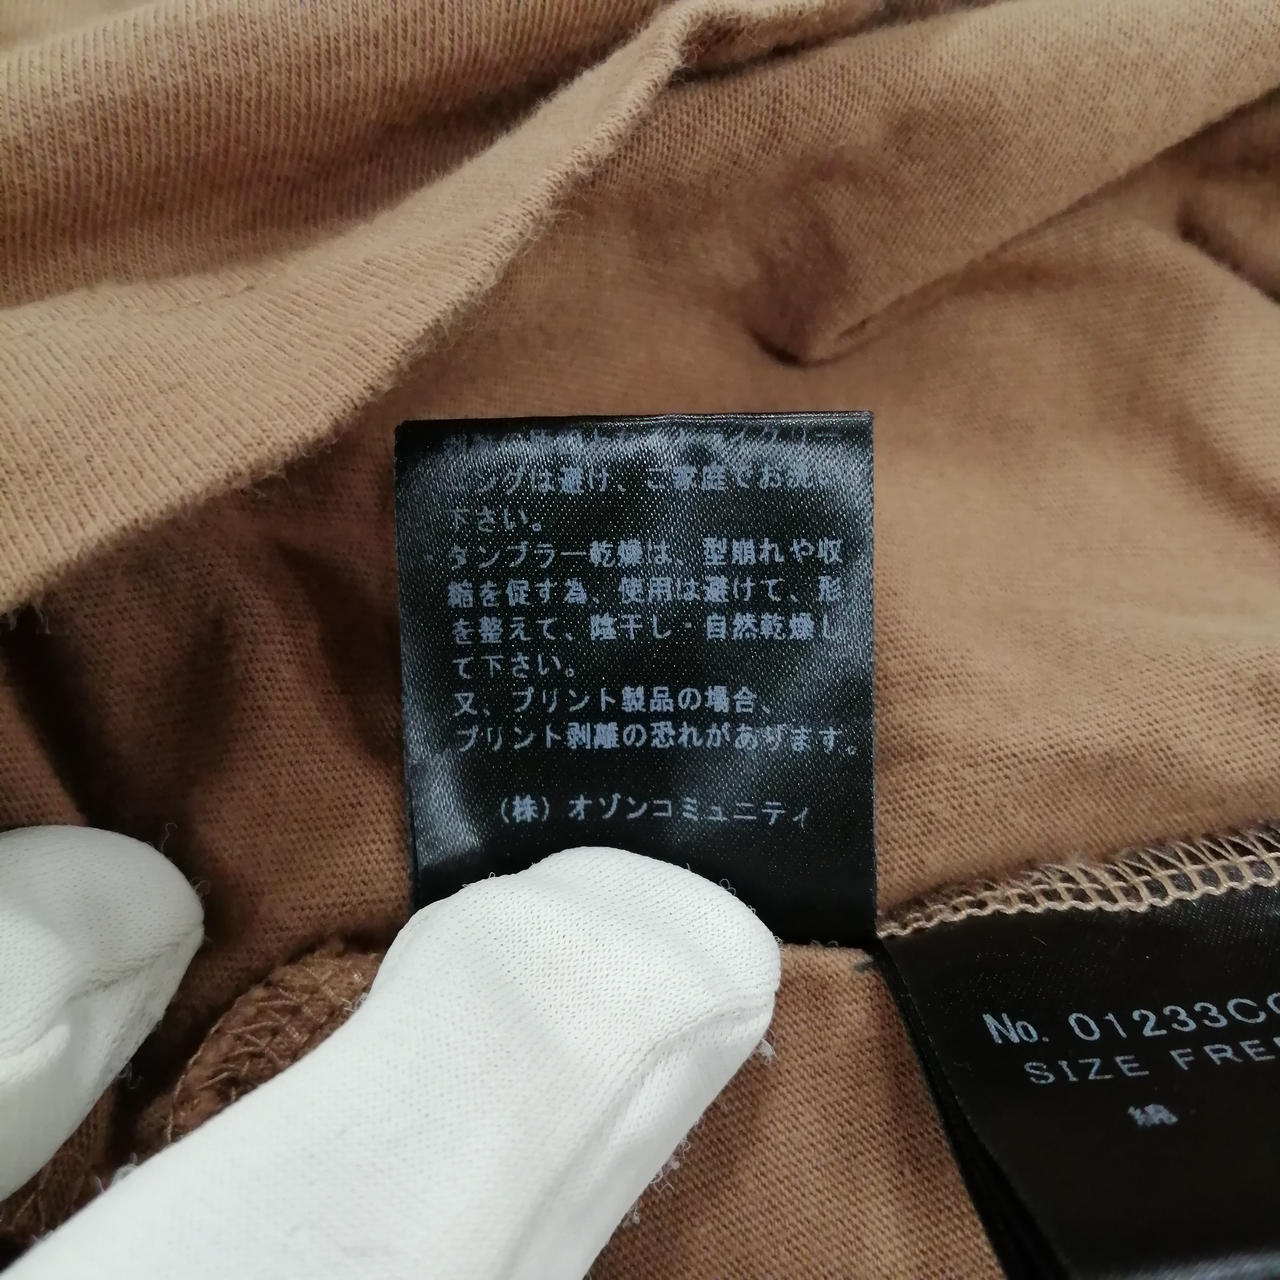 ニングは避け、ご家庭でお洗い
下さい。
タンブラー乾燥は、型崩れや収
縮を促す為、使用は避けて、形
を整えて、陰干し・自然乾燥し
て下さい。
又、プリント製品の場合、
プリント剥離の恐れがあります。
（株）オゾンコミュニティ
No. 01233C
SIZE FREE
綿